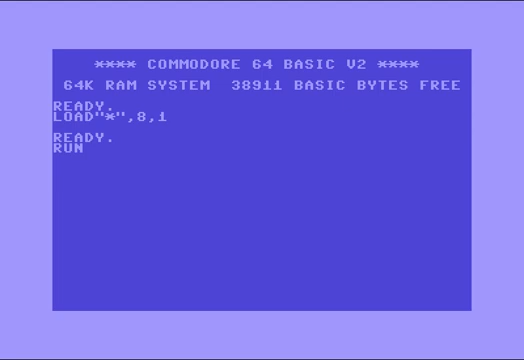 **** COMMODORE 64 BASIC V2 ****
64K RAM SYSTEM  38911 BASIC BYTES FREE
READY.
LOAD"*",8,1
READY.
RUN